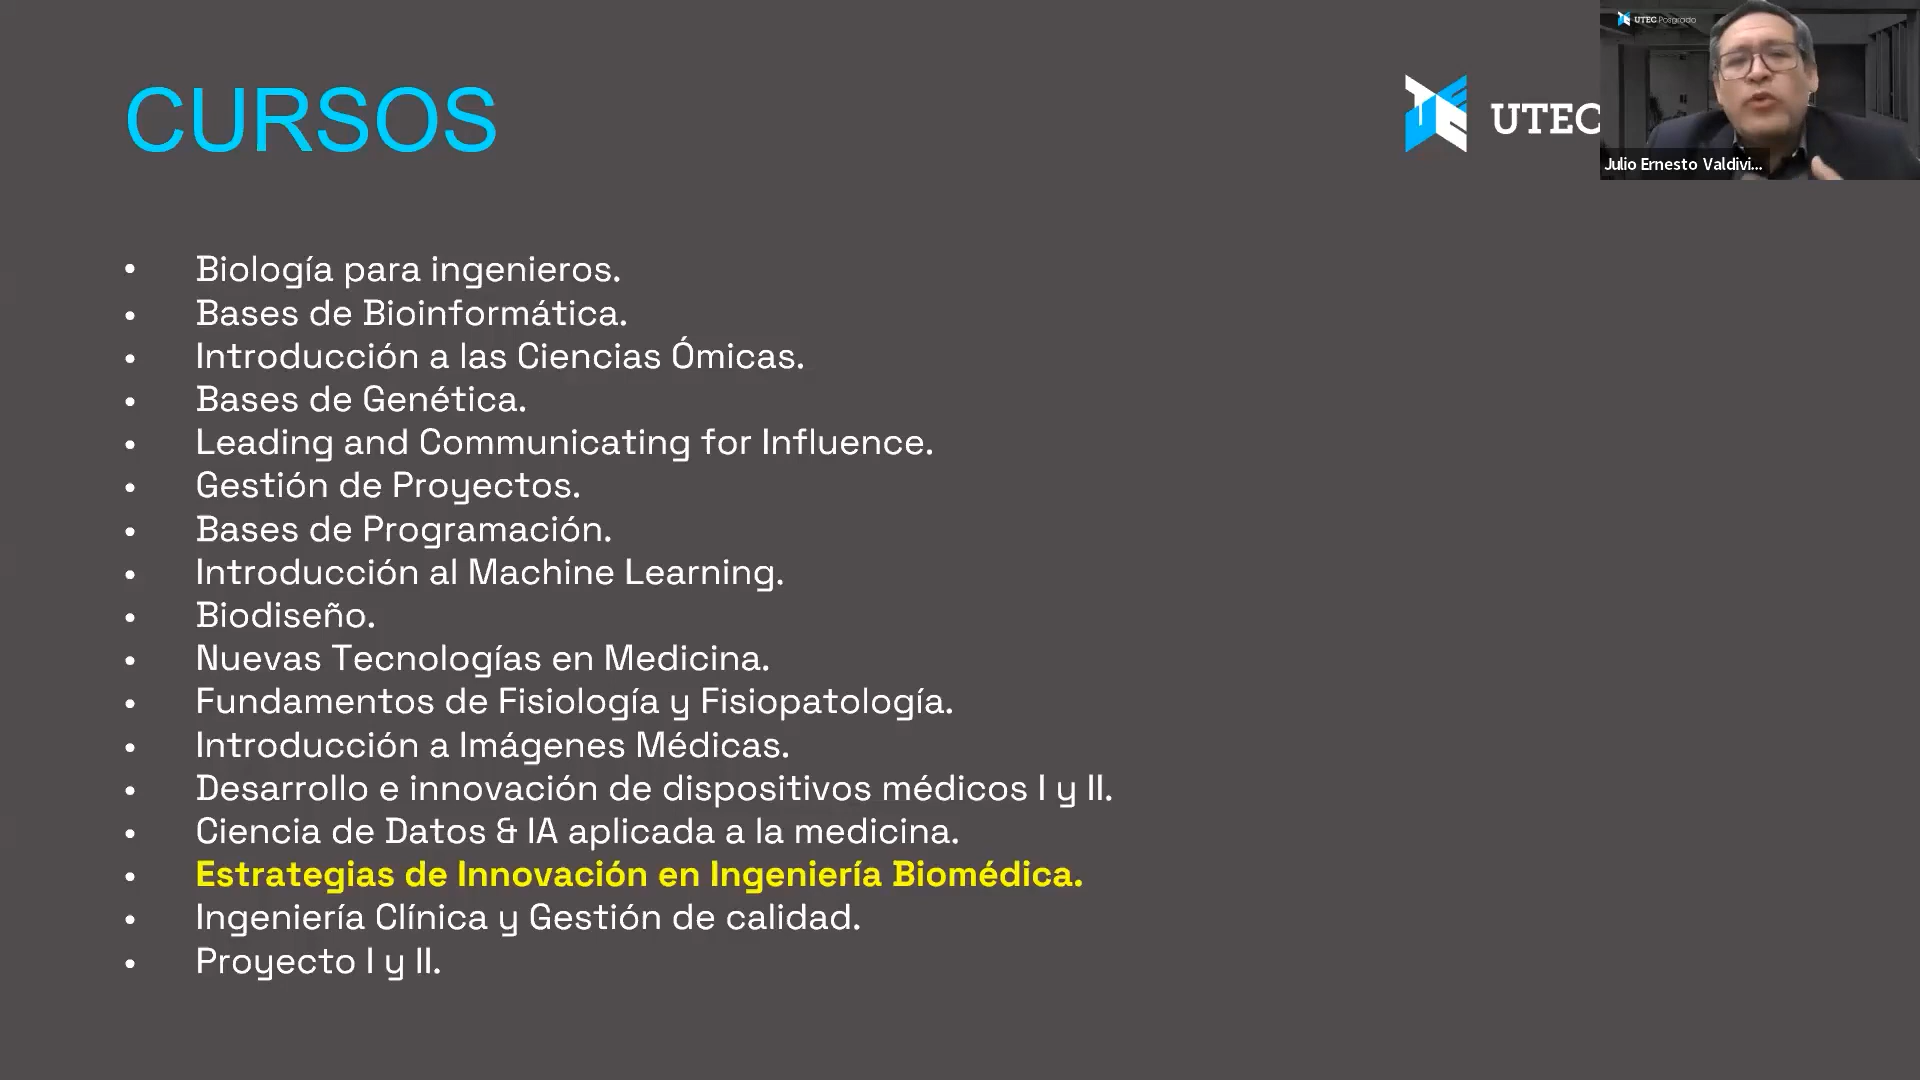 CURSOS
UTEC
UTEC Posgrado
Julio Ernesto Valdivi...
• Biología para ingenieros.
• Bases de Bioinformática.
• Introducción a las Ciencias Ómicas.
• Bases de Genética.
• Leading and Communicating for Influence.
• Gestión de Proyectos.
• Bases de Programación.
• Introducción al Machine Learning.
• Biodiseño.
• Nuevas Tecnologías en Medicina.
• Fundamentos de Fisiología y Fisiopatología.
• Introducción a Imágenes Médicas.
• Desarrollo e innovación de dispositivos médicos I y II.
• Ciencia de Datos & IA aplicada a la medicina.
• Estrategias de Innovación en Ingeniería Biomédica.
• Ingeniería Clínica y Gestión de calidad.
• Proyecto I y II.